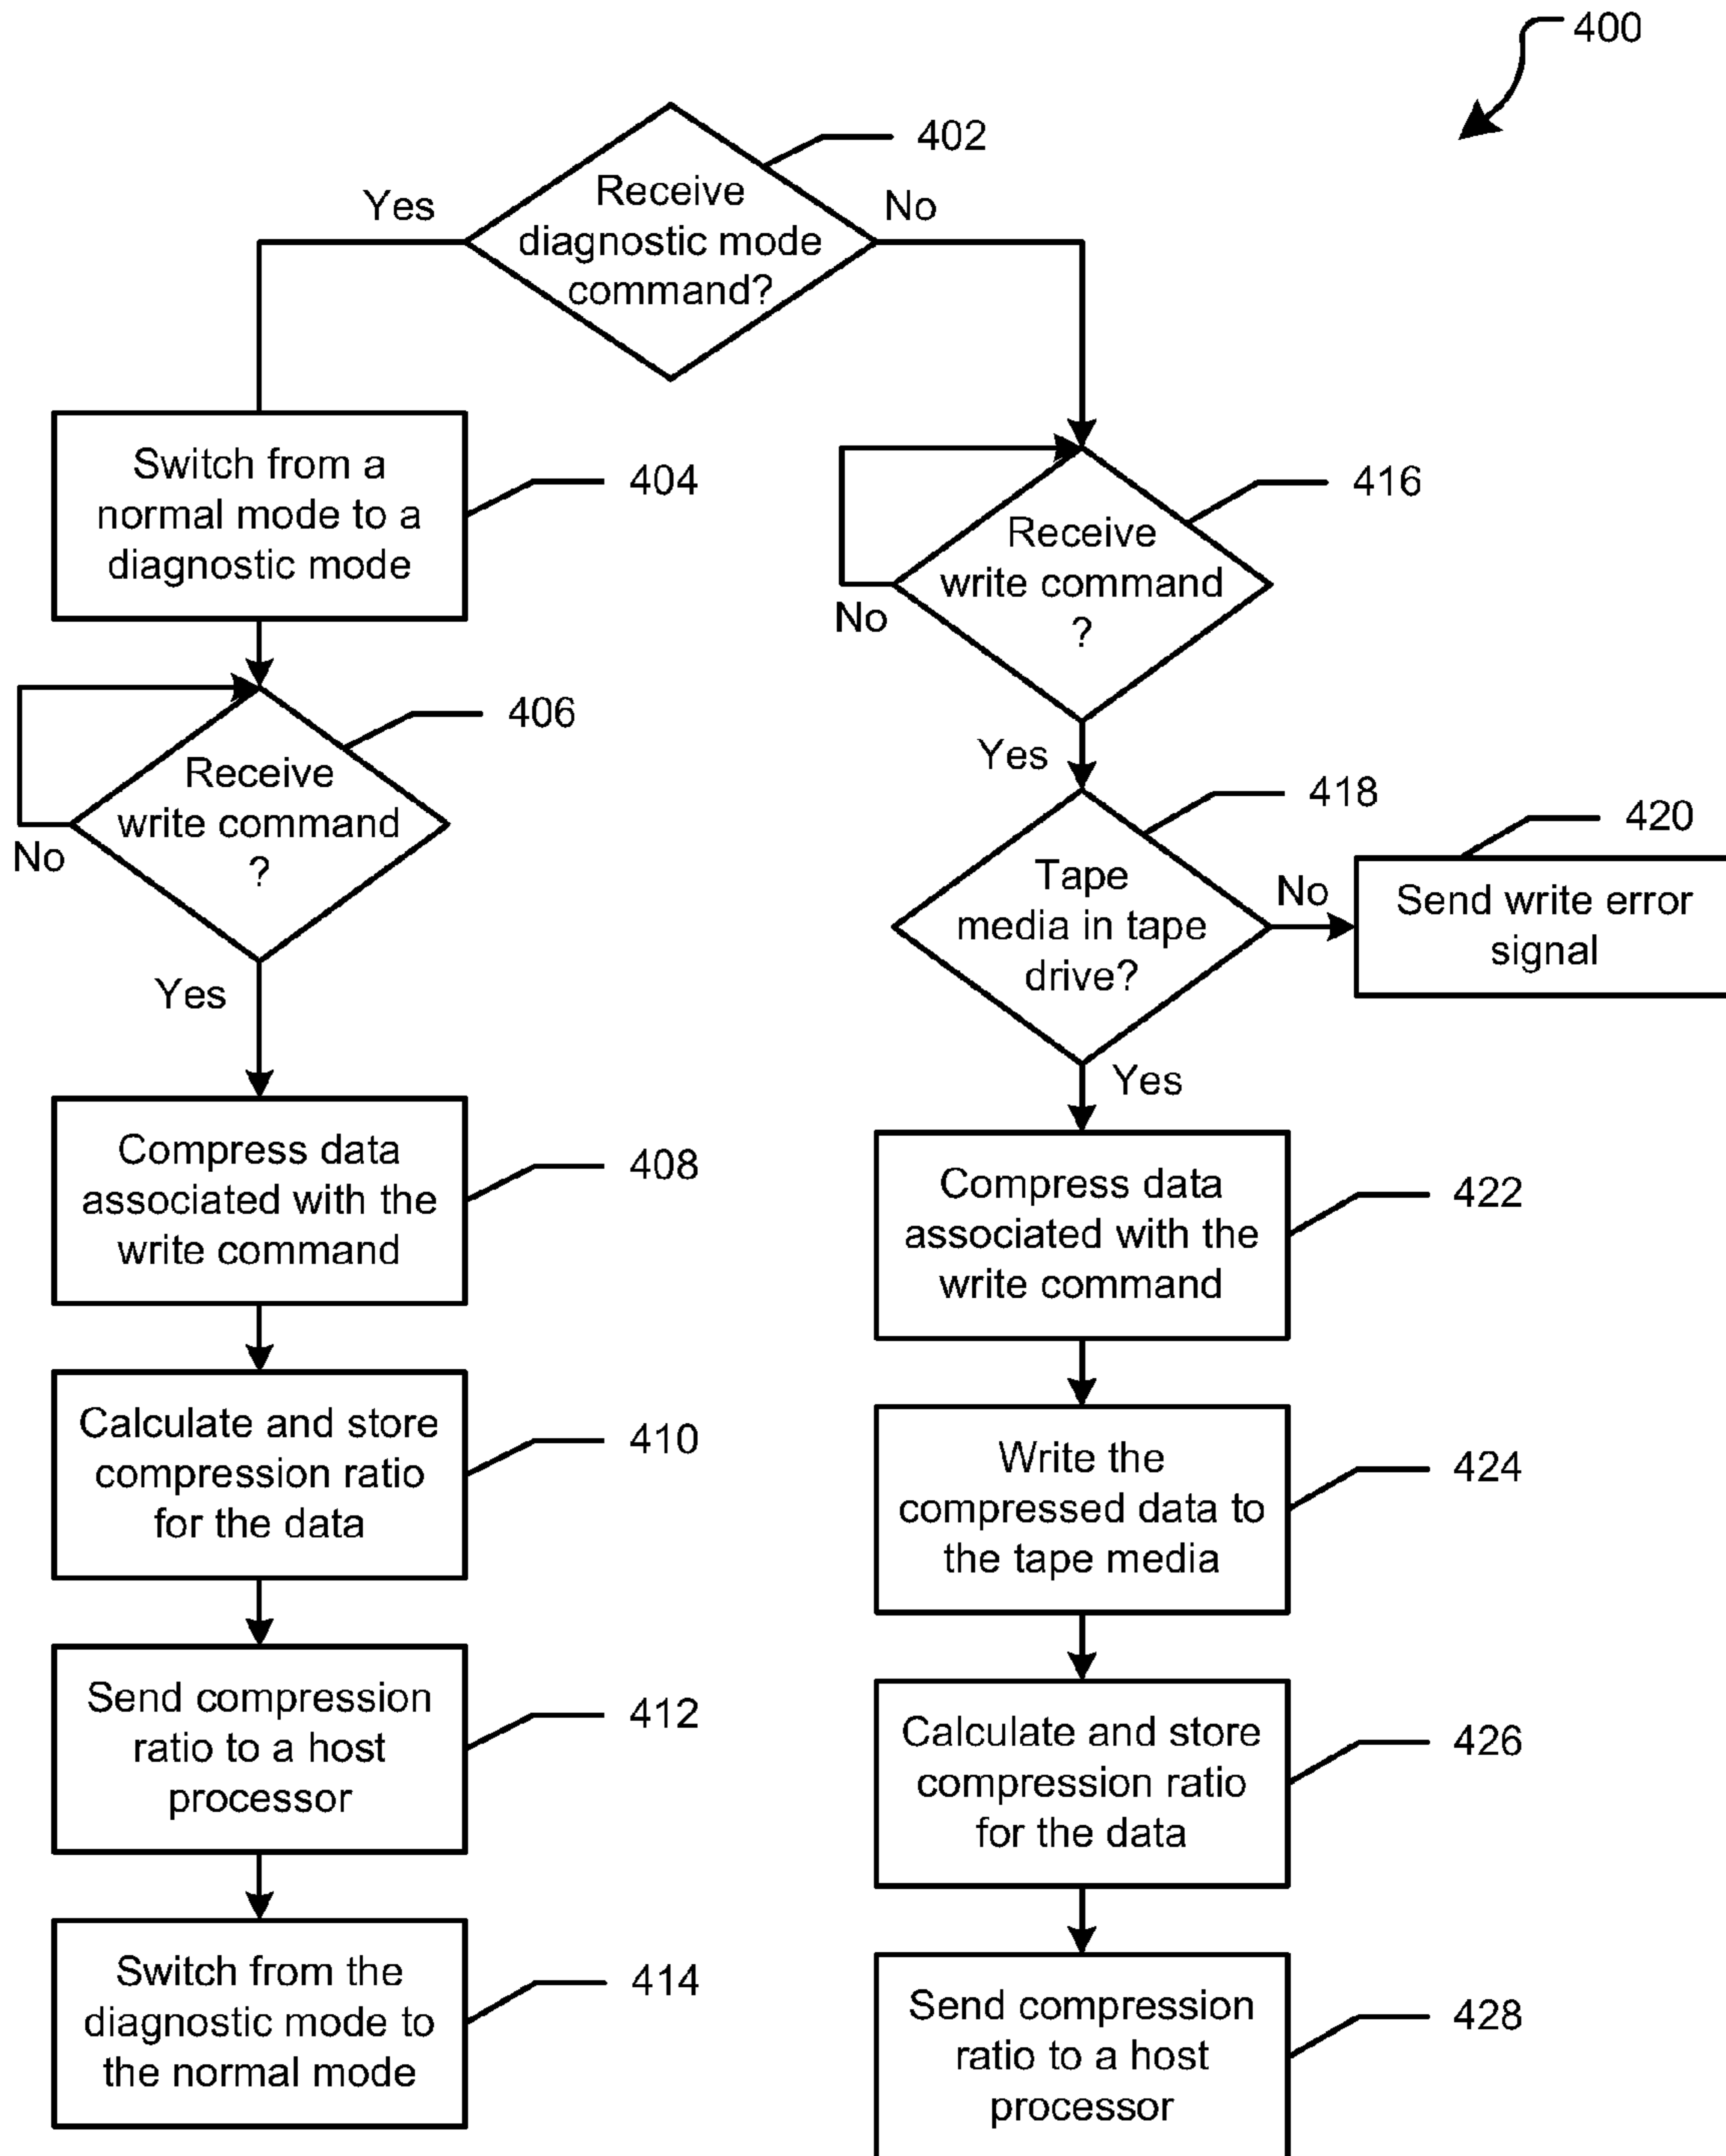 400
402
Receive
diagnostic mode
command?
Yes
No
Switch from a
normal mode to a
diagnostic mode
404
Receive
write command
?
406
No
Yes
Compress data
associated with the
write command
408
Calculate and store
compression ratio
for the data
410
Send compression
ratio to a host
processor
412
Switch from the
diagnostic mode to
the normal mode
414
Receive
write command
?
416
No
Yes
Tape
media in tape
drive?
418
No
420
Send write error
signal
Yes
Compress data
associated with the
write command
422
Write the
compressed data to
the tape media
424
Calculate and store
compression ratio
for the data
426
Send compression
ratio to a host
processor
428